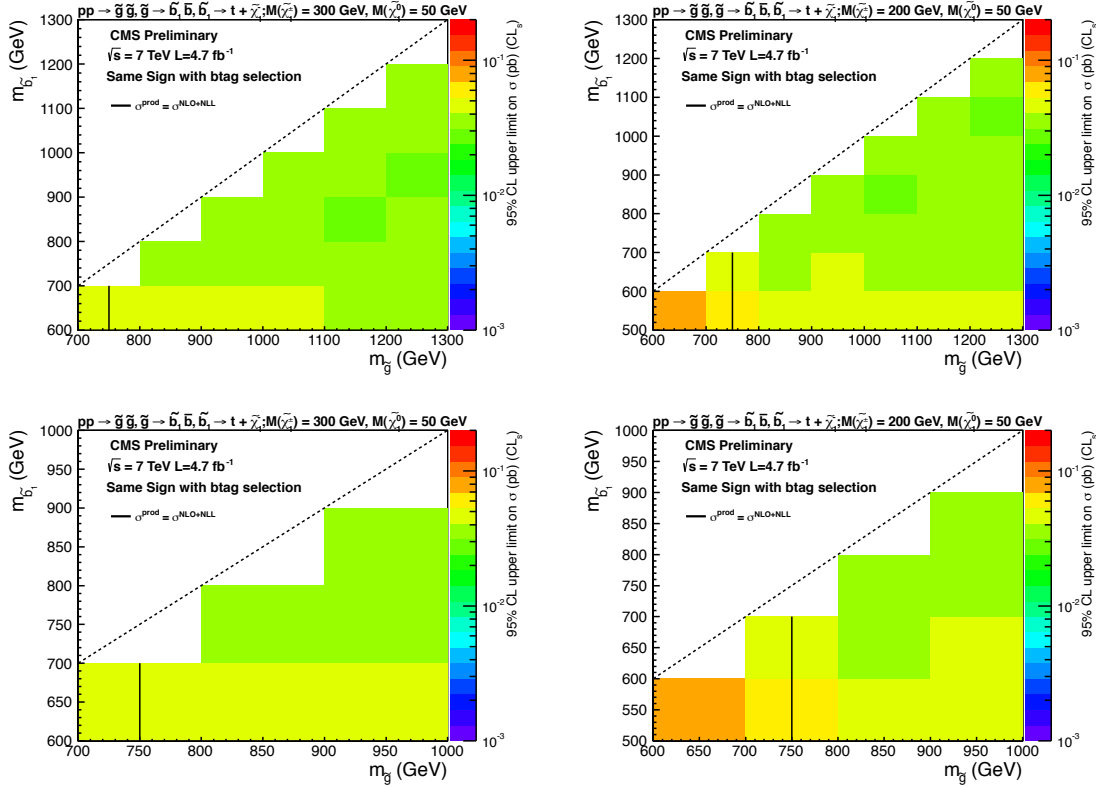 pp → g̃ g̃, g̃ → b̃₁ b̄, b̃₁ → t + χ̃₁⁻;M(χ̃₁^±) = 300 GeV, M(χ̃₁⁰) = 50 GeV
CMS Preliminary
√s = 7 TeV L=4.7 fb⁻¹
Same Sign with btag selection
σ^prod = σ^NLO+NLL
m_b̃₁ (GeV)
1300
1200
1100
1000
900
800
700
600
700 800 900 1000 1100 1200 1300
m_g̃ (GeV)
10⁻¹
10⁻²
10⁻³
95% CL upper limit on σ (pb) (CL_s)
pp → g̃ g̃, g̃ → b̃₁ b̄, b̃₁ → t + χ̃₁⁻;M(χ̃₁^±) = 200 GeV, M(χ̃₁⁰) = 50 GeV
CMS Preliminary
√s = 7 TeV L=4.7 fb⁻¹
Same Sign with btag selection
σ^prod = σ^NLO+NLL
m_b̃₁ (GeV)
1300
1200
1100
1000
900
800
700
600
500
600 700 800 900 1000 1100 1200 1300
m_g̃ (GeV)
10⁻¹
10⁻²
10⁻³
95% CL upper limit on σ (pb) (CL_s)
pp → g̃ g̃, g̃ → b̃₁ b̄, b̃₁ → t + χ̃₁⁻;M(χ̃₁^±) = 300 GeV, M(χ̃₁⁰) = 50 GeV
CMS Preliminary
√s = 7 TeV L=4.7 fb⁻¹
Same Sign with btag selection
σ^prod = σ^NLO+NLL
m_b̃₁ (GeV)
1000
950
900
850
800
750
700
650
600
700 750 800 850 900 950 1000
m_g̃ (GeV)
10⁻¹
10⁻²
10⁻³
95% CL upper limit on σ (pb) (CL_s)
pp → g̃ g̃, g̃ → b̃₁ b̄, b̃₁ → t + χ̃₁⁻;M(χ̃₁^±) = 200 GeV, M(χ̃₁⁰) = 50 GeV
CMS Preliminary
√s = 7 TeV L=4.7 fb⁻¹
Same Sign with btag selection
σ^prod = σ^NLO+NLL
m_b̃₁ (GeV)
1000
950
900
850
800
750
700
650
600
550
500
600 650 700 750 800 850 900 950 1000
m_g̃ (GeV)
10⁻¹
10⁻²
10⁻³
95% CL upper limit on σ (pb) (CL_s)